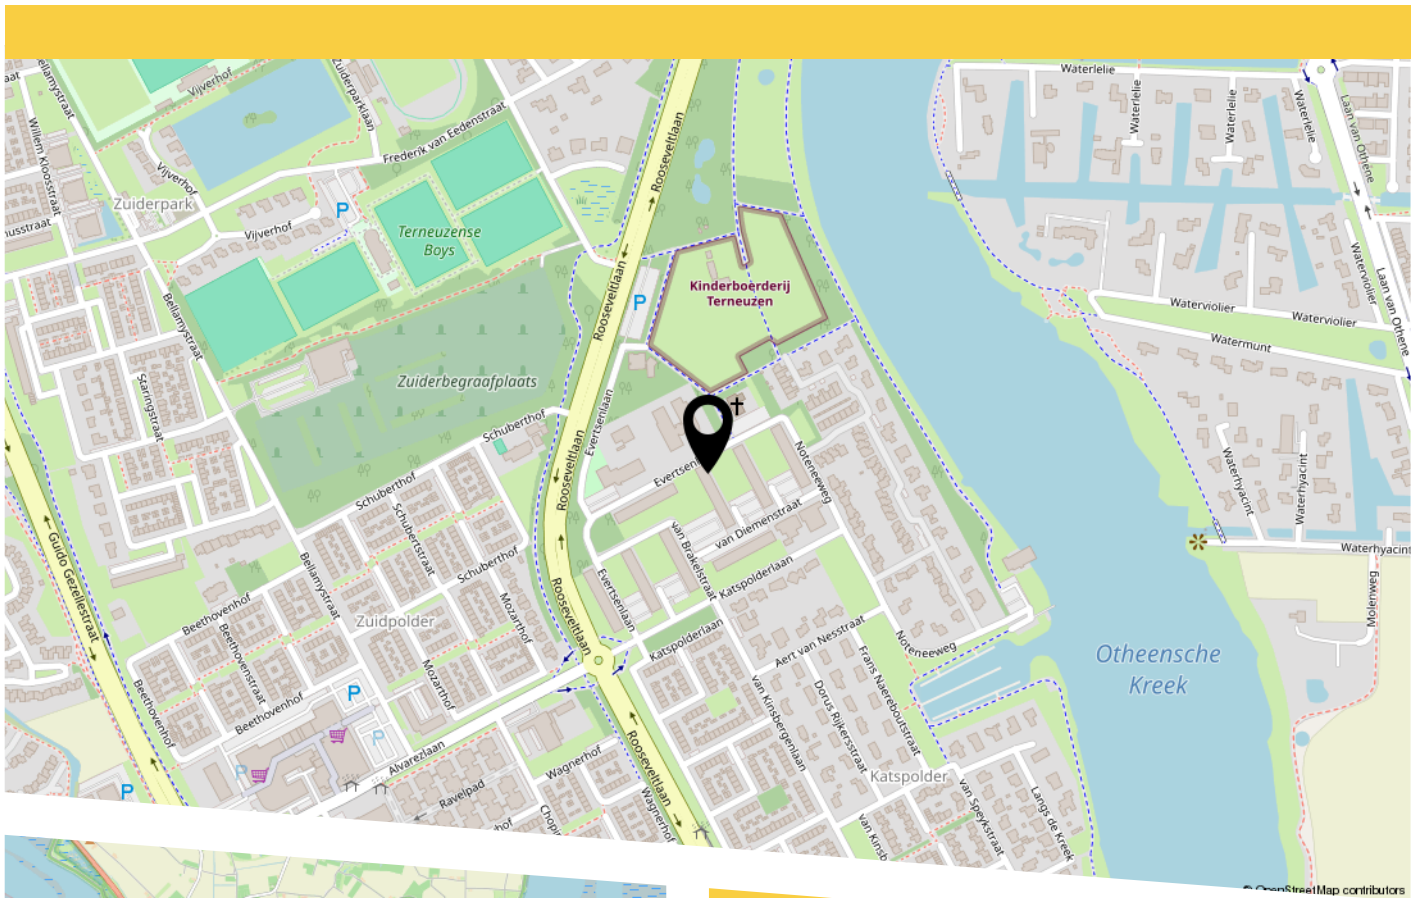 Waterlelie
Bellamystraat
Vijverhof
Zuiderparklaan
Frederik van Eedenstraat
Willem Kloosstraat
Vijverhof
Zuiderpark
Vijverhof
P
Terneuzense
Boys
Rooseveltlaan
Rooseveltlaan
P
Kinderboerderij
Terneuzen
Waterlelie
Waterlelie
Waterlelie
Laan van Othene
Waterviolier
Laan van Othene
Waterviolier
Waterviolier
Watermunt
Bellamystraat
Staringstraat
Zuiderbegraafplaats
Schuberthof
Evertsenlaan
Rooseveltlaan
Schuberthof
Noteneeweg
van Diemenstraat
van Brakelstraat
Waterhyacint
Waterhyacint
Waterhyacint
Molenweg
Guido Gezellestraat
Schubertstraat
Schuberthof
Bellamystraat
Beethovenhof
Beethovenstraat
Zuidpolder
Mozarthof
Mozarthof
Rooseveltlaan
Evertsenlaan
Katspolderlaan
Katspolderlaan
Aert van Nesstraat
Noteneeweg
Otheensche
Kreek
Beethovenhof
Beethovenhof
P
P
P
P
Alvarezlaan
Ravelpad
Wagnerhof
Wagnerhof
Rooseveltlaan
van Kinsbergenlaan
Dorus Rijkersstraat
Frans Naereboutstraat
Katspolder
van Speykstraat
Langs de Kreek
© OpenStreetMap contributors